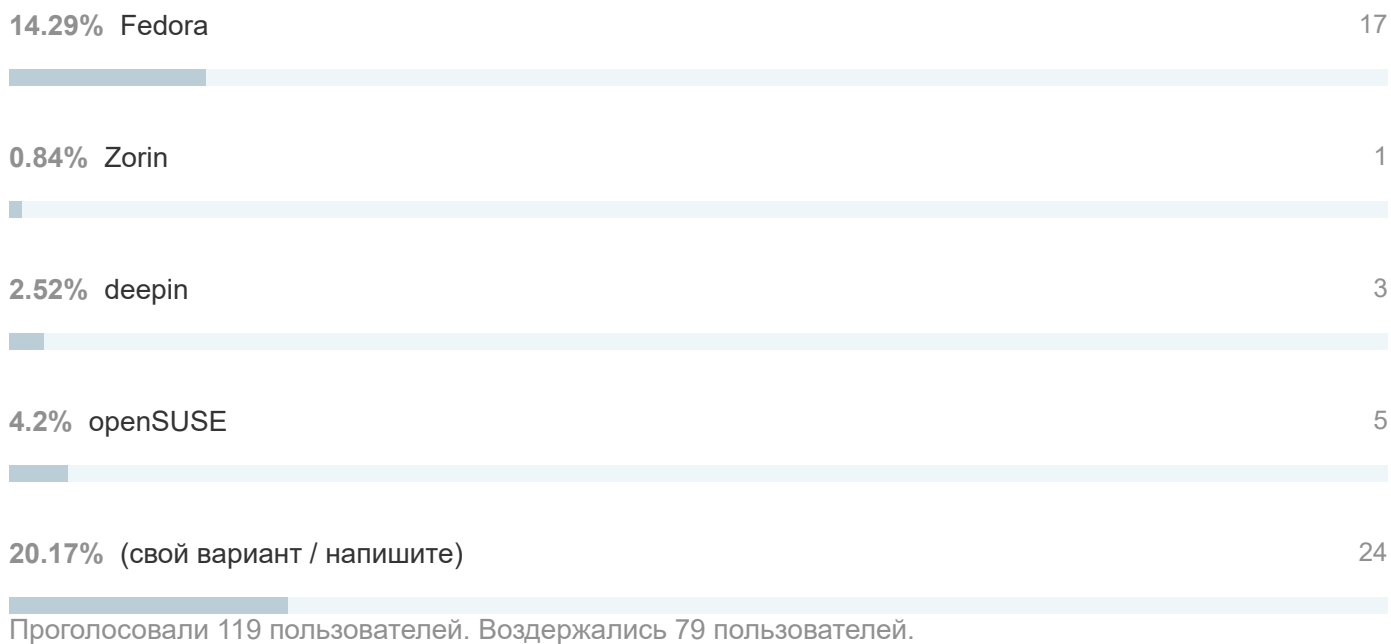 14.29% Fedora 17
0.84% Zorin 1
2.52% deepin 3
4.2% openSUSE 5
20.17% (свой вариант / напишите) 24
Проголосовали 119 пользователей. Воздержались 79 пользователей.